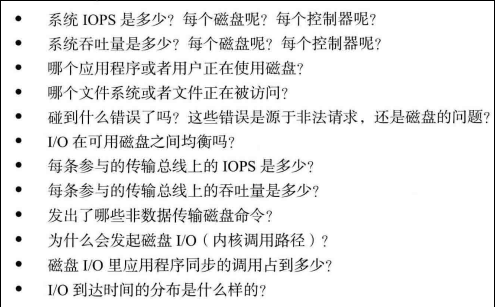 • 系统 IOPS 是多少？每个磁盘呢？每个控制器呢？
• 系统吞吐量是多少？每个磁盘呢？每个控制器呢？
• 哪个应用程序或者用户正在使用磁盘？
• 哪个文件系统或者文件正在被访问？
• 碰到什么错误了吗？这些错误是源于非法请求，还是磁盘的问题？
• I/O 在可用磁盘之间均衡吗？
• 每条参与的传输总线上的 IOPS 是多少？
• 每条参与的传输总线上的吞吐量是多少？
• 发出了哪些非数据传输磁盘命令？
• 为什么会发起磁盘 I/O（内核调用路径）？
• 磁盘 I/O 里应用程序同步的调用占到多少？
• I/O 到达时间的分布是什么样的？